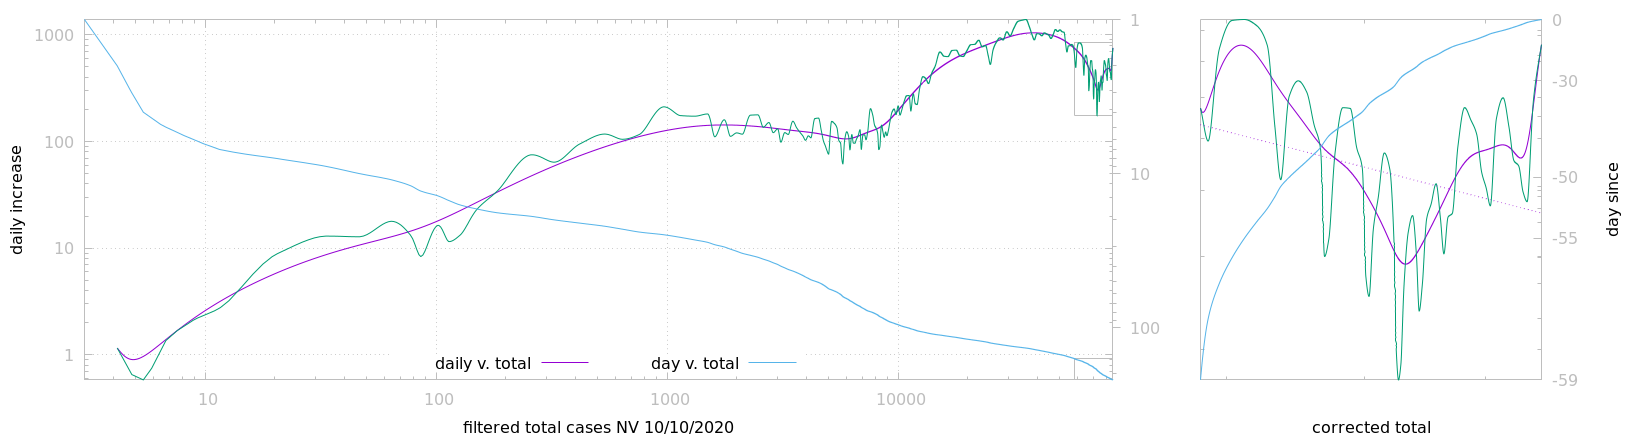 daily increase
1000
100
10
1
10
100
1000
10000
daily v. total
day v. total
filtered total cases NV 10/10/2020
1
10
100
0
-30
-50
-55
-59
day since
corrected total